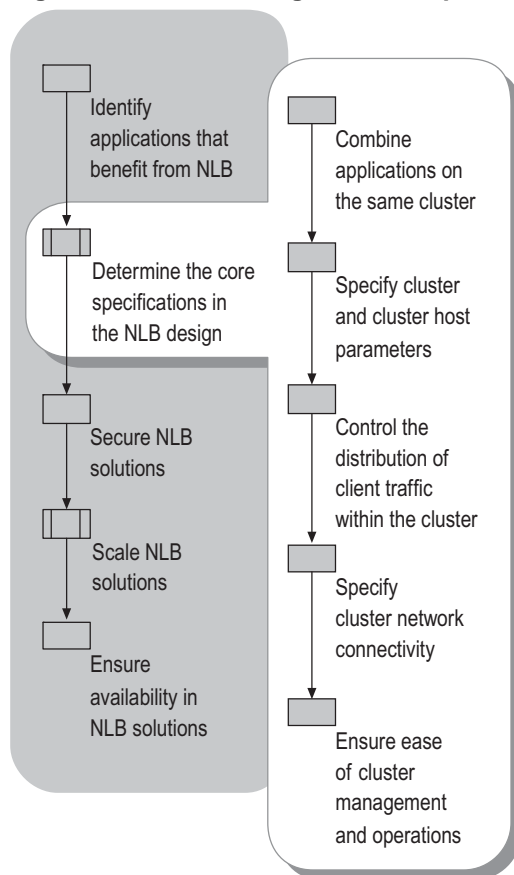 Identify
applications that
benefit from NLB
Determine the core
specifications in
the NLB design
Secure NLB
solutions
Scale NLB
solutions
Ensure
availability in
NLB solutions
Combine
applications on
the same cluster
Specify cluster
and cluster host
parameters
Control the
distribution of
client traffic
within the cluster
Specify
cluster network
connectivity
Ensure ease
of cluster
management
and operations